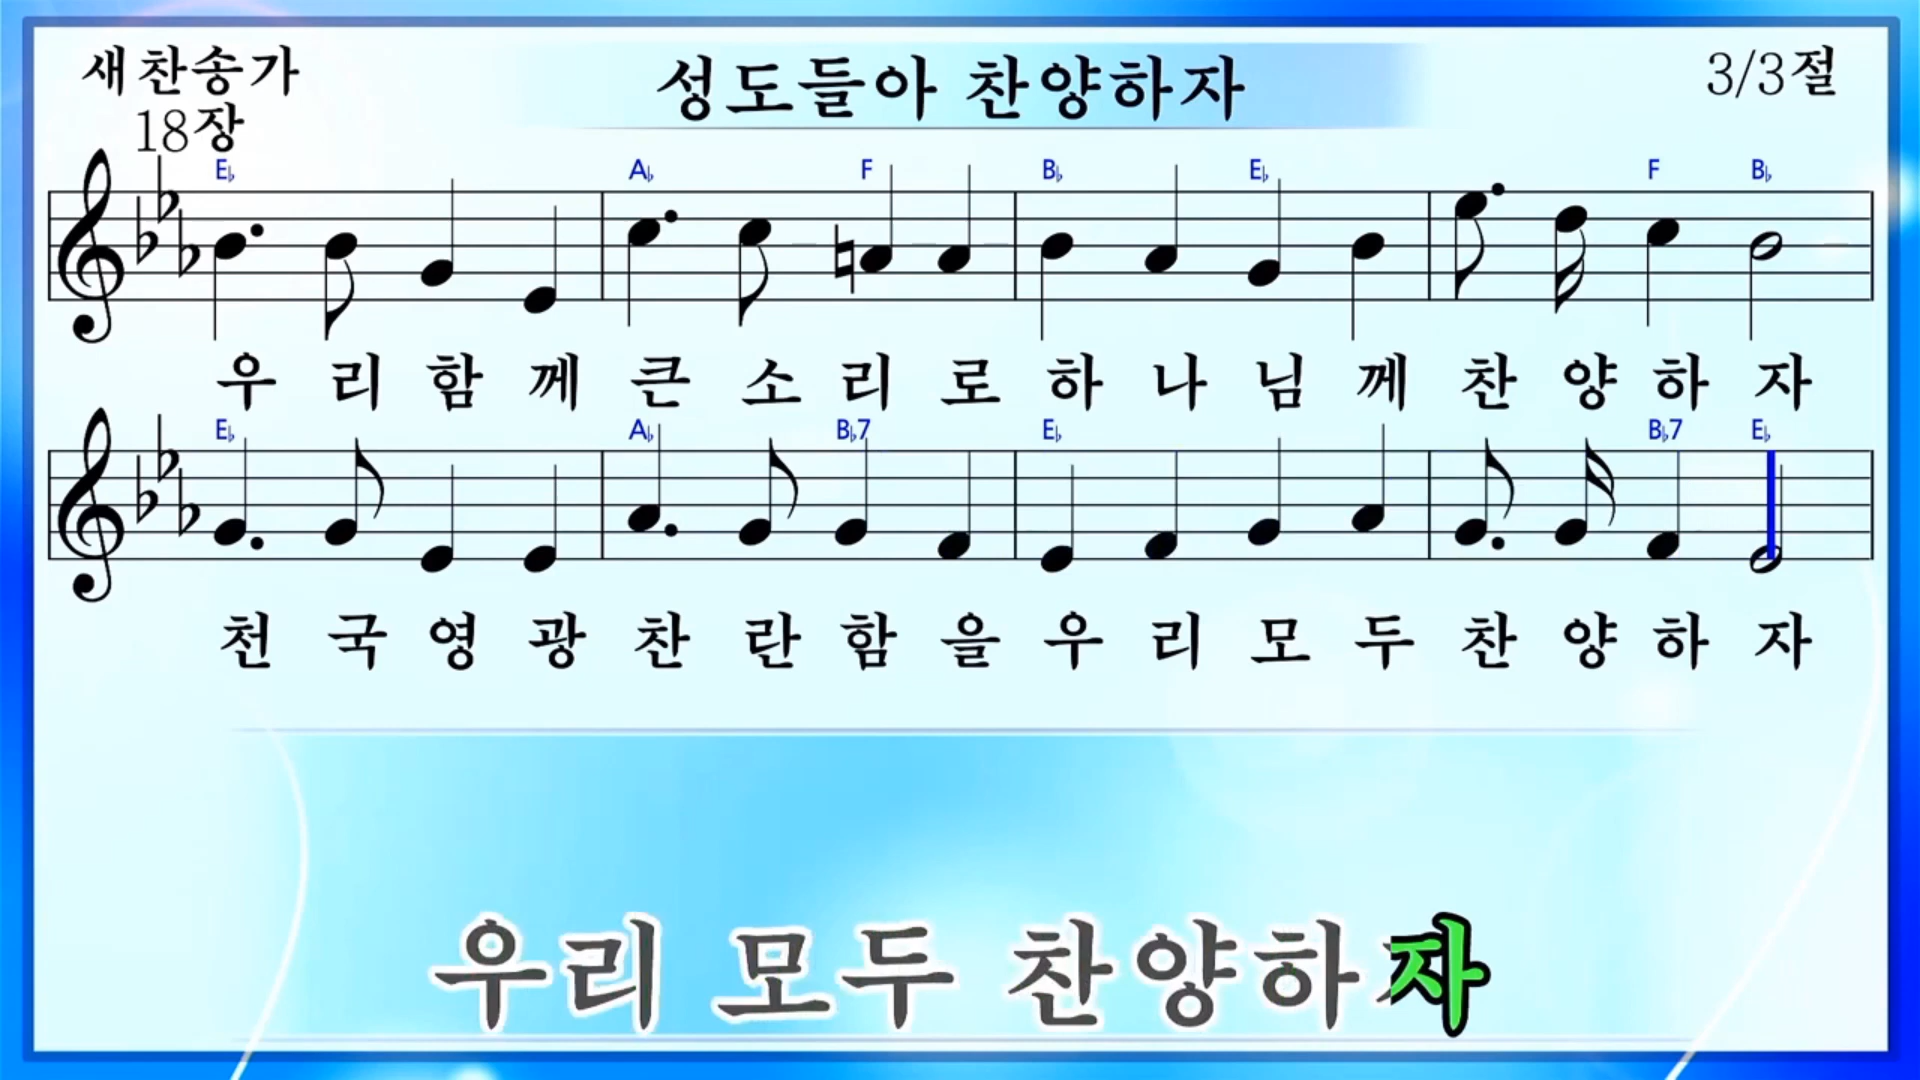 새찬송가
18장
성도들아 찬양하자
3/3절
E♭ A♭ F B♭ E♭ F B♭
우 리 함 께 큰 소 리 로 하 나 님 께 찬 양 하 자
E♭ A♭ B♭7 E♭ B♭7 E♭
천 국 영 광 찬 란 함 을 우 리 모 두 찬 양 하 자
우리 모두 찬양하자